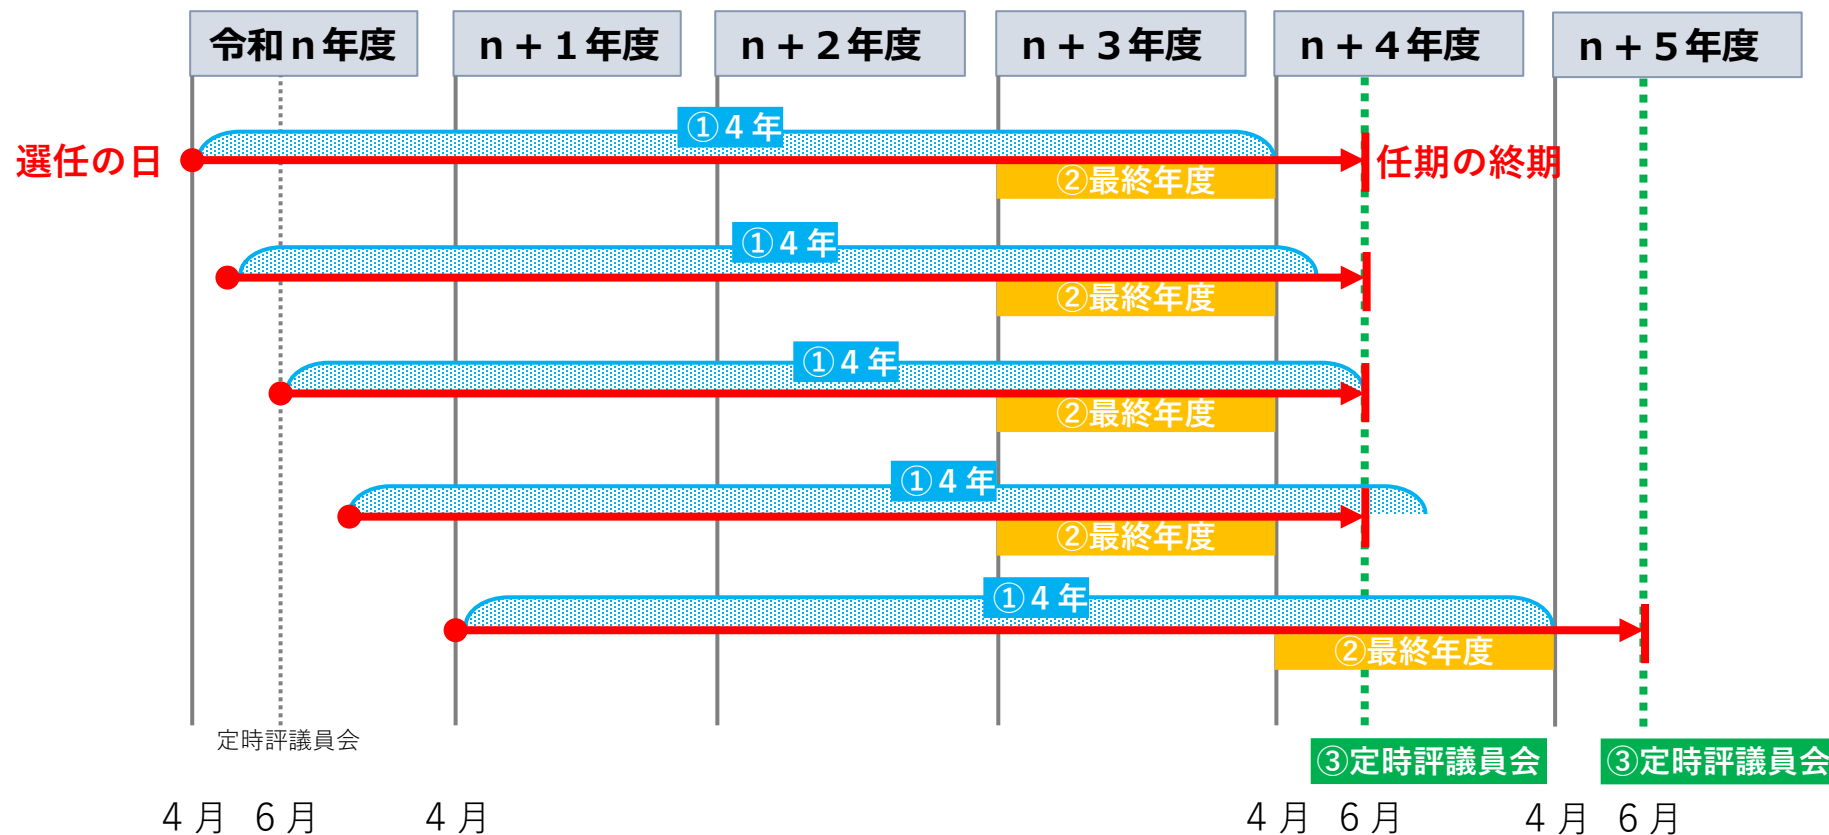 令和ｎ年度
ｎ＋１年度
ｎ＋２年度
ｎ＋３年度
ｎ＋４年度
ｎ＋５年度
①４年
選任の日
任期の終期
②最終年度
①４年
②最終年度
①４年
②最終年度
①４年
②最終年度
①４年
②最終年度
定時評議員会
③定時評議員会
③定時評議員会
４月
６月
４月
４月
６月
４月
６月